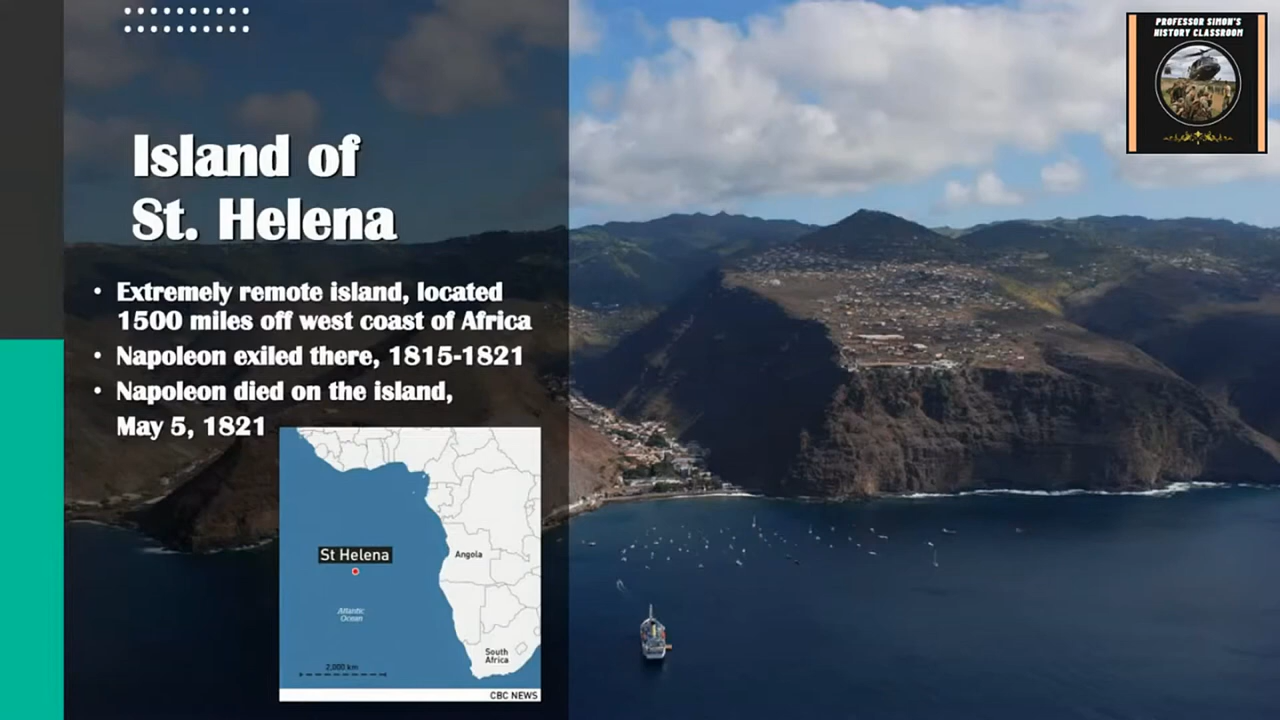 PROFESSOR SIMON'S
HISTORY CLASSROOM
Island of
St. Helena
• Extremely remote island, located
1500 miles off west coast of Africa
• Napoleon exiled there, 1815-1821
• Napoleon died on the island,
May 5, 1821
St Helena
Angola
Atlantic
Ocean
South
Africa
2,000 km
CBC NEWS